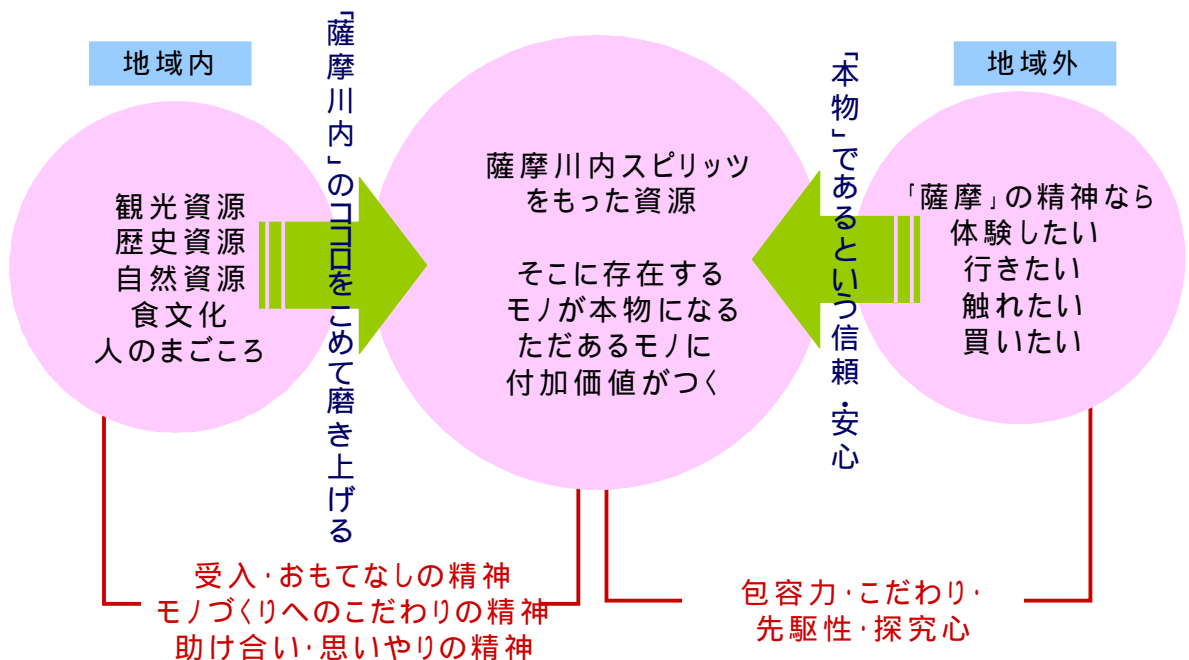 地域内
観光資源
歴史資源
自然資源
食文化
人のまごころ
「薩摩川内」のココロをこめて磨き上げる
薩摩川内スピリッツ
をもった資源
そこに存在する
モノが本物になる
ただあるモノに
付加価値がつく
「本物」であるという信頼・安心
地域外
「薩摩」の精神なら
体験したい
行きたい
触れたい
買いたい
受入・おもてなしの精神
モノづくりへのこだわりの精神
助け合い・思いやりの精神
包容力・こだわり・
先駆性・探究心